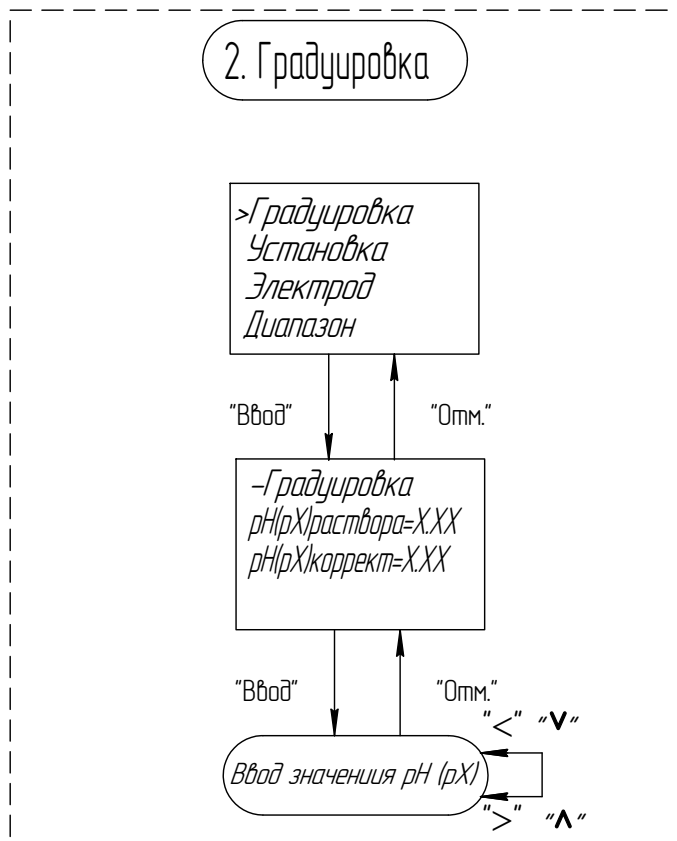 2. Градуировка
>Градуировка
Установка
Электрод
Диапазон
"Ввод" "Отм."
–Градуировка
pH(pX)раствора=X.XX
pH(pX)коррект=X.XX
"Ввод" "Отм."
"<" "V"
Ввод значениия pH (pX)
">" "Λ"